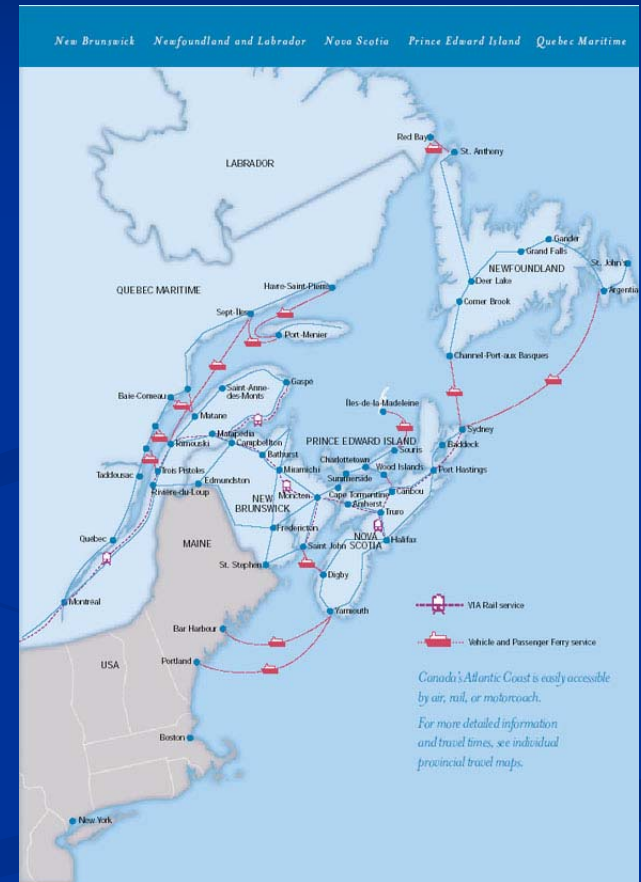 New Brunswick Newfoundland and Labrador Nova Scotia Prince Edward Island Quebec Maritime
Red Bay
St. Anthony
LABRADOR
Gander
Grand Falls
St. John's
NEWFOUNDLAND
Deer Lake
Argentia
QUEBEC MARITIME
Havre-Saint-Pierre
Corner Brook
Sept-Îles
Port-Menier
Channel-Port-aux Basques
Gaspé
Saint-Anne-
des-Monts
Baie-Comeau
Îles-de-la-Madeleine
Matane
Sydney
Matapédia
PRINCE EDWARD ISLAND
Rimouski
Campbellton
Souris
Baddeck
Bathurst
Charlottetown
Wood Islands
Port Hastings
Trois Pistoles
Miramichi
Summerside
Taddousac
Edmundston
Rivière-du-Loup
Moncton
Cape Tormentine
Caribou
NEW
BRUNSWICK
Amherst
Truro
Fredericton
Québec
MAINE
NOVA
SCOTIA
Halifax
Saint John
St. Stephen
Digby
Montréal
Yarmouth
VIA Rail service
Bar Harbour
Vehicle and Passenger Ferry service
Portland
USA
Canada's Atlantic Coast is easily accessible
by air, rail, or motorcoach.
For more detailed information
and travel times, see individual
provincial travel maps.
Boston
New York